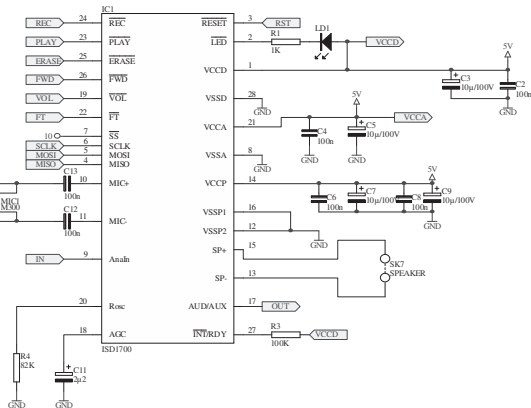 IC1
REC 24 REC RESET 3 RST
PLAY 23 PLAY LED 2 R1 1K LD1 VCCD
ERASE 25 ERASE VCCD 1 5V
FWD 26 FWD C3 10µ/100V C2 100n
VOL 19 VOL VSSD 28 GND GND
FT 22 FT VCCA 21 5V VCCA
10 7 SS C4 100n C5 10µ/100V
SCLK 6 SCLK GND GND
MOSI 5 MOSI
MISO 4 MISO VSSA 8 GND
C13 100n 10 MIC+ VCCP 14 5V
MIC1
M300
C6 100n C7 10µ/100V C8 100n C9 10µ/100V
C12 100n 11 MIC- VSSP1 16 GND
VSSP2 12 GND
IN 9 AnaIn SP+ 15
SP- 13 SK7
SPEAKER
20 Rosc AUD/AUX 17 OUT
18 AGC INT/RDY 27 R3 100K VCCD
ISD1700
R4
82K
C11
2µ2
GND GND